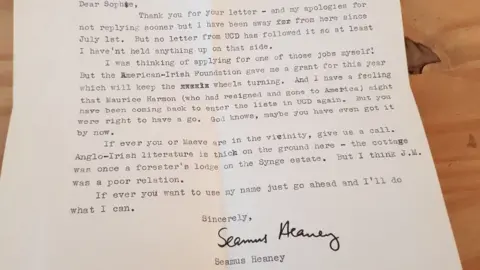 Dear Sophie,
Thank you for your letter - and my apologies for
not replying sooner but I have been away from here since
July 1st. But no letter from UCD has followed it so at least
I have'nt held anything up on that side.
I was thinking of applying for one of those jobs myself!
But the American-Irish Foundation gave me a grant for this year
which will keep the wheels turning. And I have a feeling
that Maurice Harmon (who had resigned and gone to America) might
have been coming back to enter the lists in UCD again. But you
were right to have a go. God knows, maybe you have even got it
by now.
If ever you or Maeve are in the vicinity, give us a call.
Anglo-Irish literature is thick on the ground here - the cottage
was once a forester's lodge on the Synge estate. But I think J.M.
was a poor relation.
If ever you want to use my name just go ahead and I'll do
what I can.
Sincerely,
Seamus Heaney
Seamus Heaney